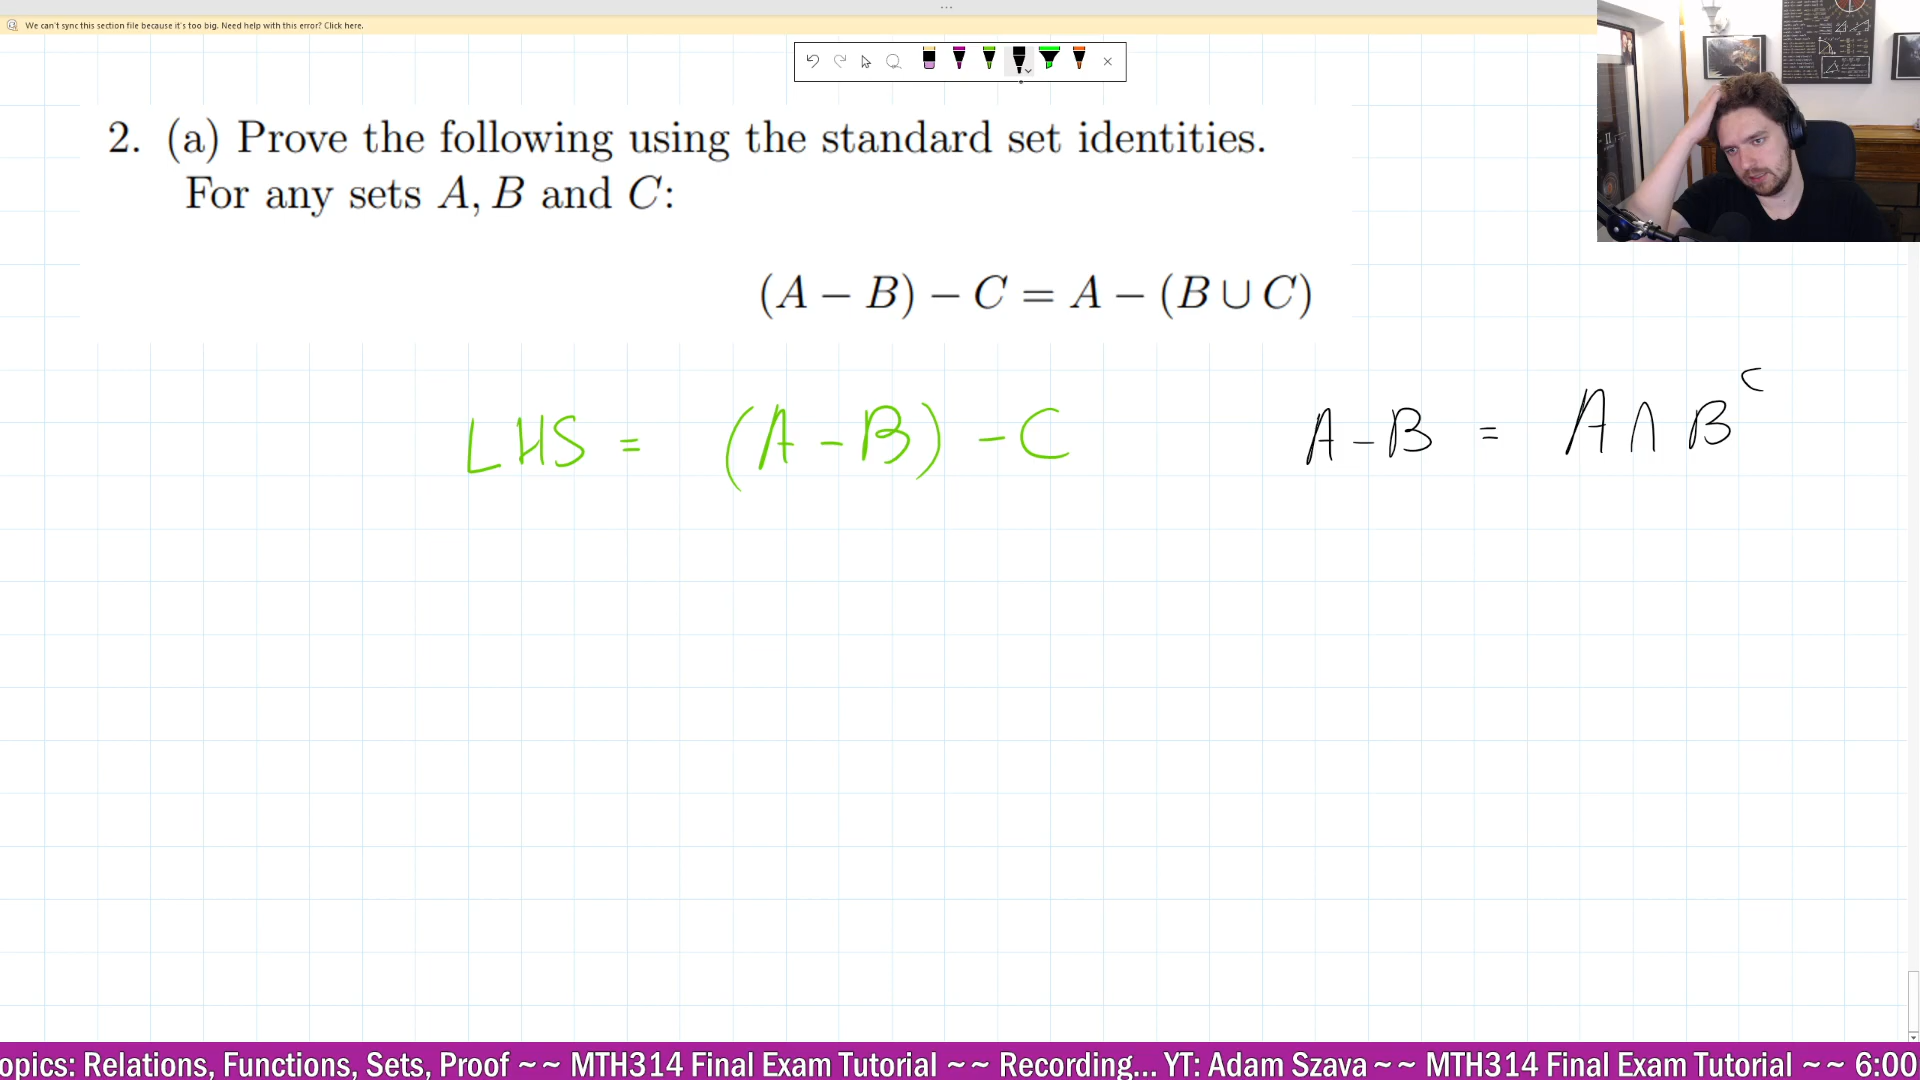 We can't sync this section file because it's too big. Need help with this error? Click here.
2. (a) Prove the following using the standard set identities.
For any sets A, B and C:
(A − B) − C = A − (B ∪ C)
LHS = (A − B) − C
A − B = A ∩ Bᶜ
opics: Relations, Functions, Sets, Proof ~~ MTH314 Final Exam Tutorial ~~ Recording... YT: Adam Szava ~~ MTH314 Final Exam Tutorial ~~ 6:00